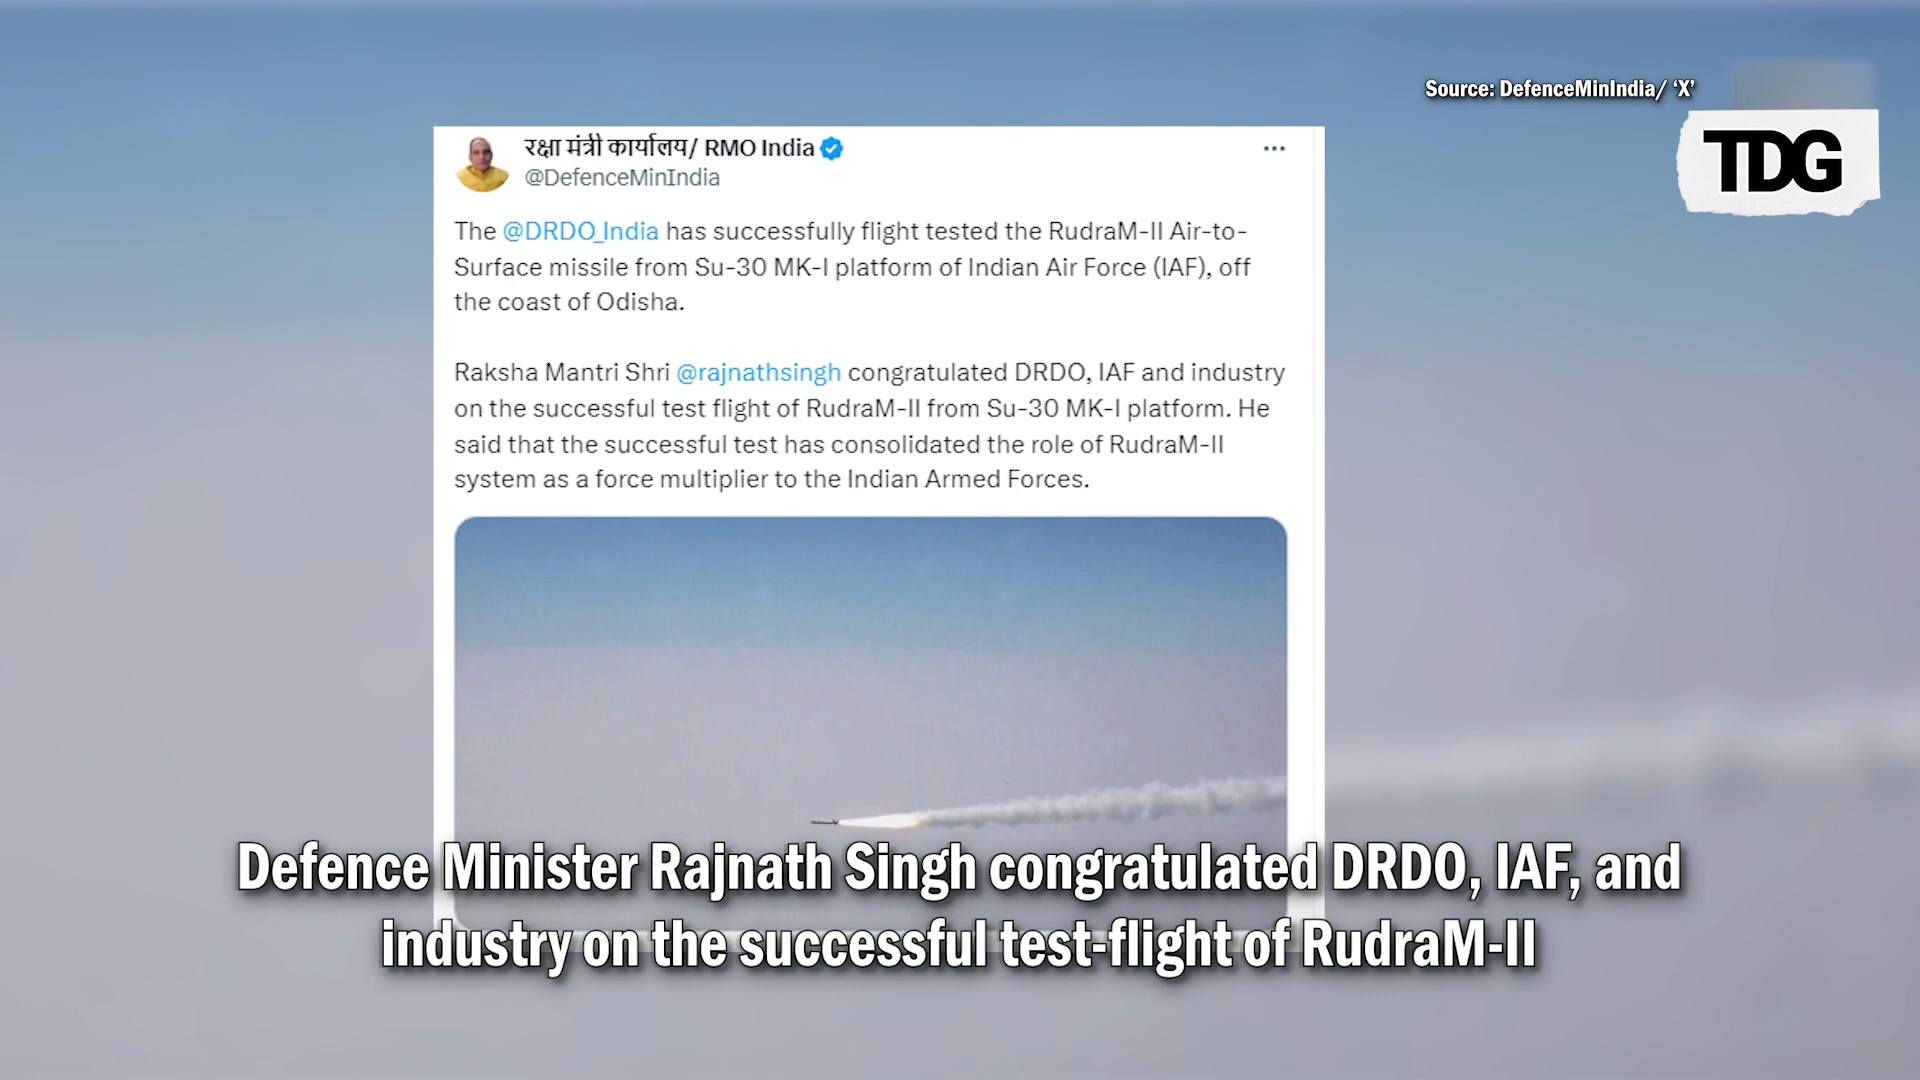 Source: DefenceMinIndia/ ‘X’
TDG
रक्षा मंत्री कार्यालय/ RMO India
@DefenceMinIndia
The @DRDO_India has successfully flight tested the RudraM-II Air-to-
Surface missile from Su-30 MK-I platform of Indian Air Force (IAF), off
the coast of Odisha.
Raksha Mantri Shri @rajnathsingh congratulated DRDO, IAF and industry
on the successful test flight of RudraM-II from Su-30 MK-I platform. He
said that the successful test has consolidated the role of RudraM-II
system as a force multiplier to the Indian Armed Forces.
Defence Minister Rajnath Singh congratulated DRDO, IAF, and
industry on the successful test-flight of RudraM-II